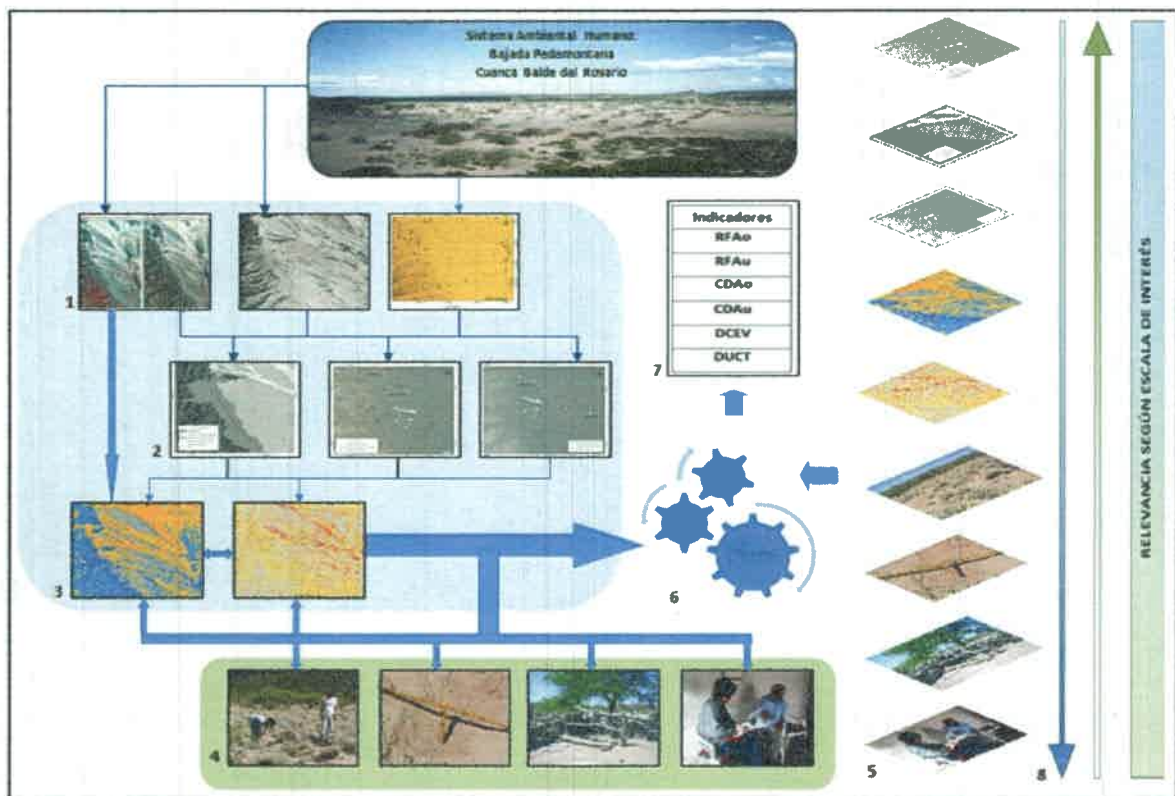 Sistema Ambiental Humano:
Bajada Pedemontana
Cuenca Balde del Rosario
1
2
3
4
Indicadores
RFAo
RFAu
CDAo
CDAu
DCEV
DUCT
7
6
5
8
RELEVANCIA SEGÚN ESCALA DE INTERÉS